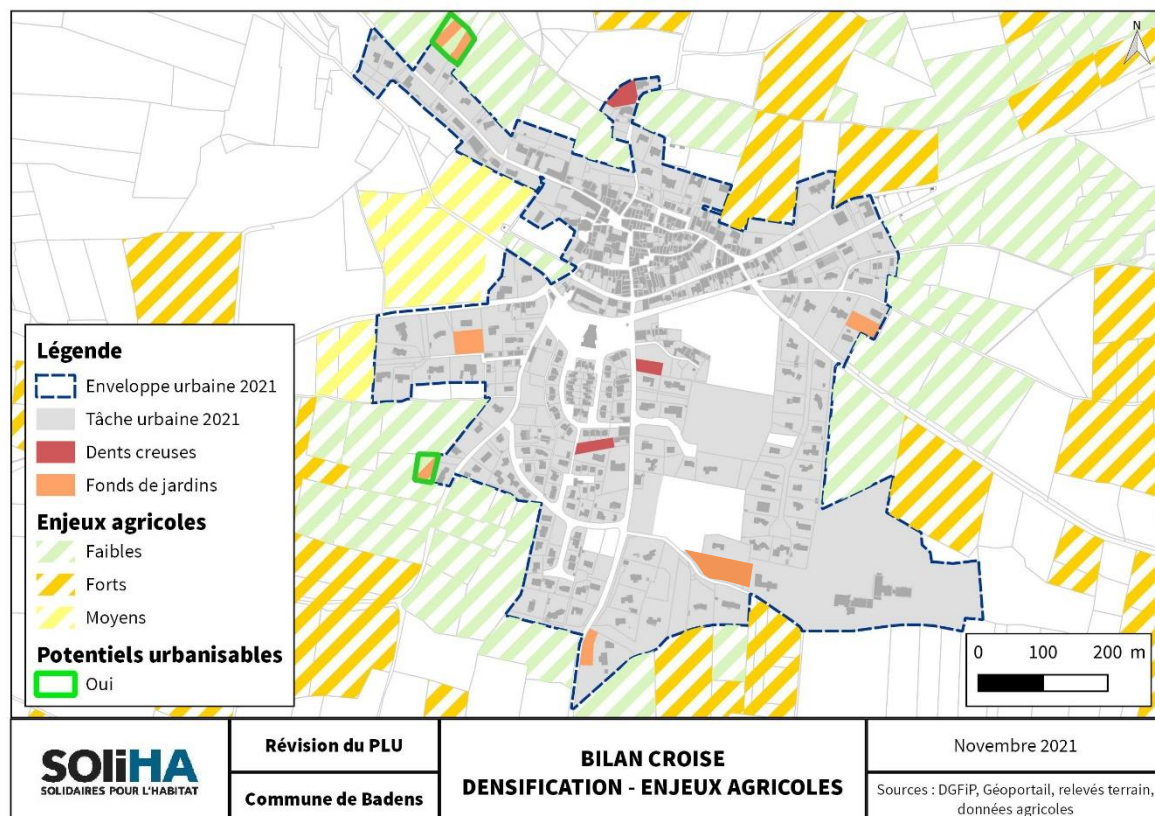 N
Légende
Enveloppe urbaine 2021
Tâche urbaine 2021
Dents creuses
Fonds de jardins
Enjeux agricoles
Faibles
Forts
Moyens
Potentiels urbanisables
Oui
0 100 200 m
SOLiHA
SOLIDAIRES POUR L'HABITAT
Révision du PLU
Commune de Badens
BILAN CROISE
DENSIFICATION - ENJEUX AGRICOLES
Novembre 2021
Sources : DGFiP, Géoportail, relevés terrain,
données agricoles